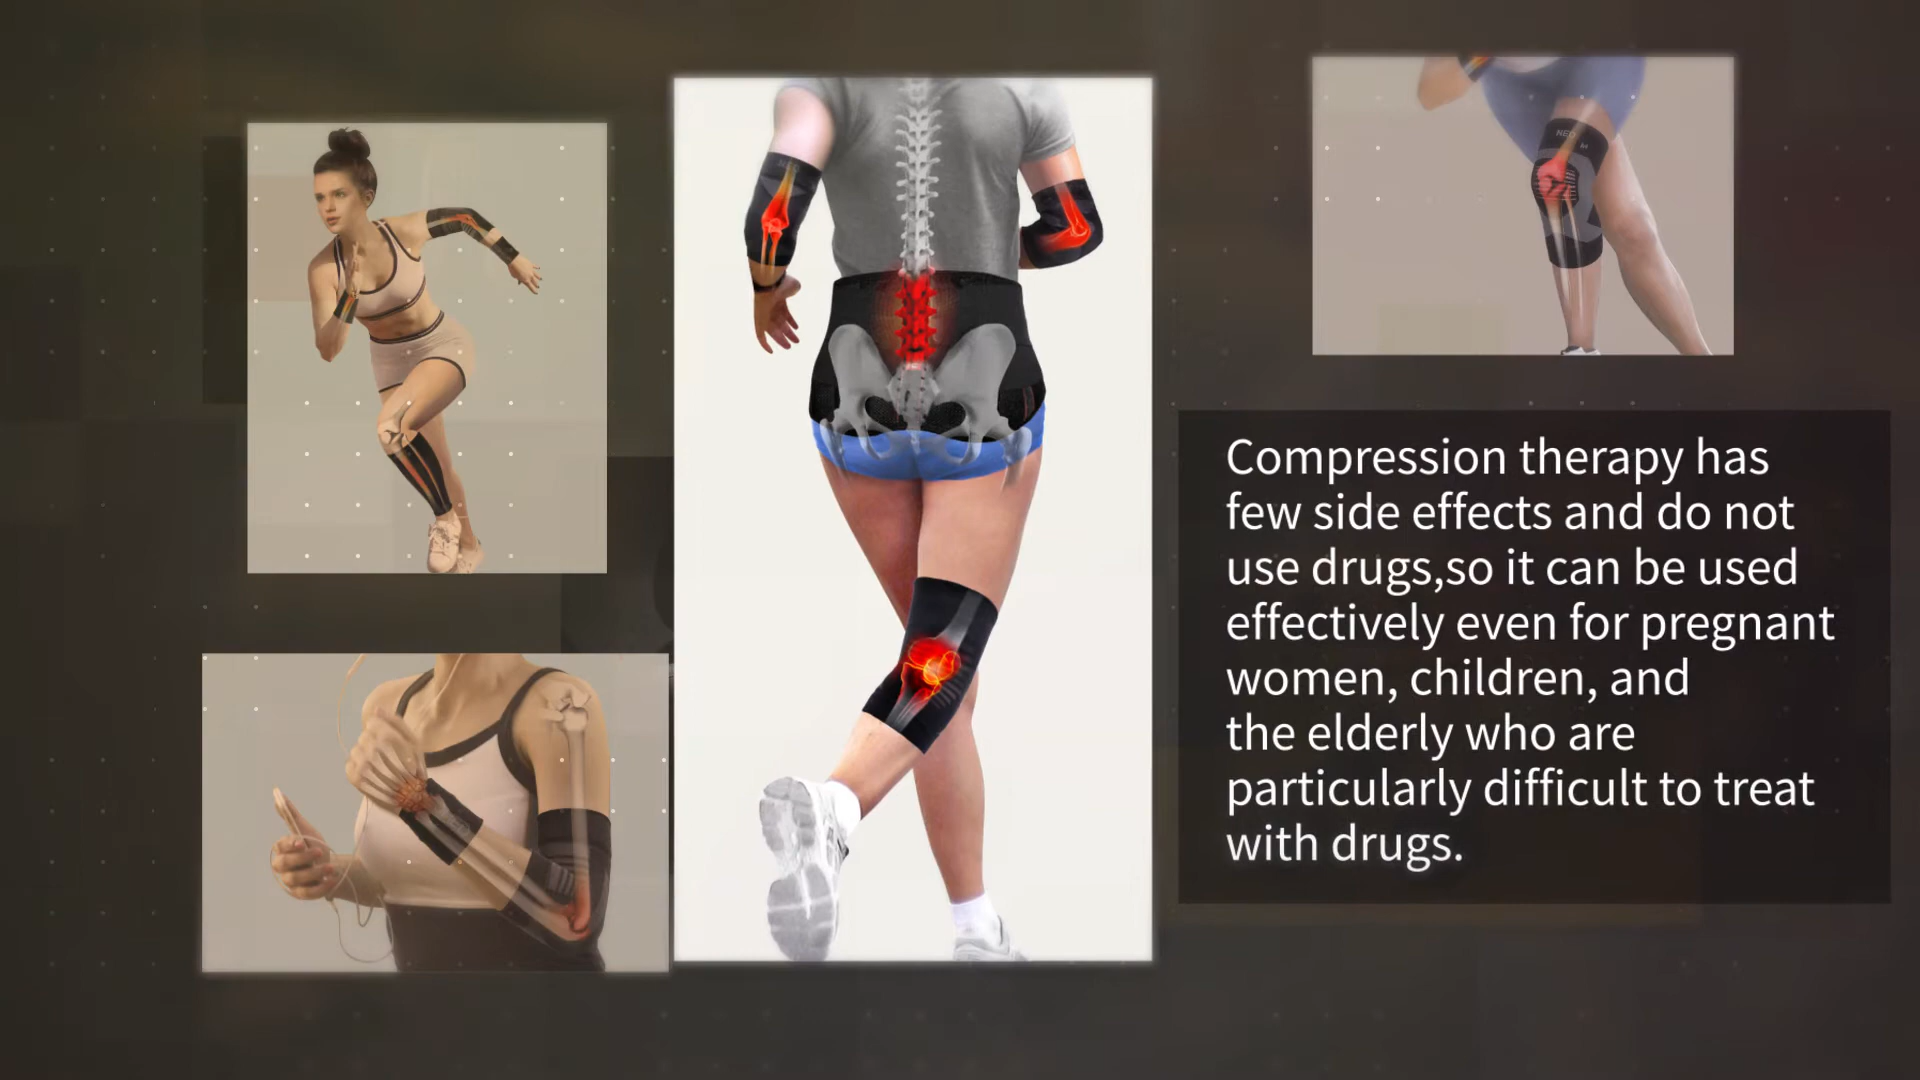 NEO
M
Compression therapy has
few side effects and do not
use drugs,so it can be used
effectively even for pregnant
women, children, and
the elderly who are
particularly difficult to treat
with drugs.